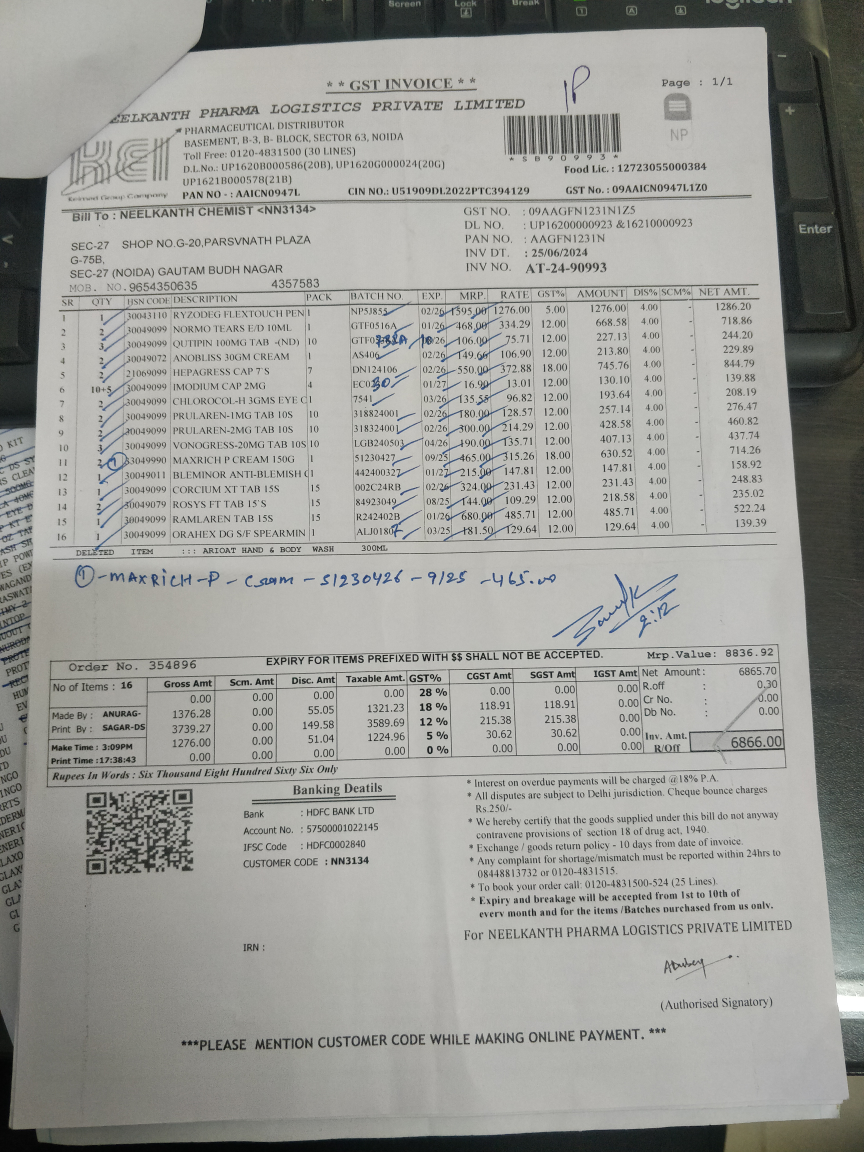 * * GST INVOICE * *
IP
Page : 1/1
NEELKANTH PHARMA LOGISTICS PRIVATE LIMITED
PHARMACEUTICAL DISTRIBUTOR
BASEMENT, B-3, B- BLOCK, SECTOR 63, NOIDA
Toll Free: 0120-4831500 (30 LINES)
D.L.No.: UP1620B000586(20B), UP1620G000024(20G)
UP1621B000578(21B)
PAN NO - : AAICN0947L
CIN NO.: U51909DL2022PTC394129
NP
*SB90993*
Food Lic. : 12723055000384
GST No. : 09AAICN0947L1Z0
Bill To : NEELKANTH CHEMIST <NN3134>
SEC-27 SHOP NO.G-20,PARSVNATH PLAZA
G-75B,
SEC-27 (NOIDA) GAUTAM BUDH NAGAR
MOB. NO. 9654350635 4357583
GST NO. : 09AAGFN1231N1Z5
DL NO. : UP16200000923 &16210000923
PAN NO. : AAGFN1231N
INV DT. : 25/06/2024
INV NO. AT-24-90993
SR QTY HSN CODE DESCRIPTION PACK BATCH NO. EXP. MRP. RATE GST% AMOUNT DIS% SCM% NET AMT.
1 1 30043110 RYZODEG FLEXTOUCH PEN 1 NP5J855 02/26 1595.00 1276.00 5.00 1276.00 4.00 - 1286.20
2 2 30049099 NORMO TEARS E/D 10ML 1 GTF0516A 01/26 468.00 334.29 12.00 668.58 4.00 - 718.86
3 3 30049099 QUTIPIN 100MG TAB -(ND) 10 /26 106.00 75.71 12.00 227.13 4.00 - 244.20
4 2 30049072 ANOBLISS 30GM CREAM 1 AS406 02/26 149.66 106.90 12.00 213.80 4.00 - 229.89
5 2 21069099 HEPAGRESS CAP 7'S 7 DN124106 02/26 550.00 372.88 18.00 745.76 4.00 - 844.79
6 10+5 30049099 IMODIUM CAP 2MG 4 01/27 16.90 13.01 12.00 130.10 4.00 - 139.88
7 2 30049099 CHLOROCOL-H 3GMS EYE C 1 7541 03/26 135.55 96.82 12.00 193.64 4.00 - 208.19
8 2 30049099 PRULAREN-1MG TAB 10S 10 318824001 02/26 180.00 128.57 12.00 257.14 4.00 - 276.47
9 2 30049099 PRULAREN-2MG TAB 10S 10 318324001 02/26 300.00 214.29 12.00 428.58 4.00 - 460.82
10 3 30049099 VONOGRESS-20MG TAB 10S 10 LGB240503 04/26 190.00 135.71 12.00 407.13 4.00 - 437.74
11 2 33049990 MAXRICH P CREAM 150G 1 51230427 09/25 465.00 315.26 18.00 630.52 4.00 - 714.26
12 1 30049011 BLEMINOR ANTI-BLEMISH C 1 442400327 01/27 215.00 147.81 12.00 147.81 4.00 - 158.92
13 1 30049099 CORCIUM XT TAB 15S 15 002C24RB 02/26 324.00 231.43 12.00 231.43 4.00 - 248.83
14 2 30049079 ROSYS FT TAB 15'S 15 84923049 08/25 144.00 109.29 12.00 218.58 4.00 - 235.02
15 1 30049099 RAMLAREN TAB 15S 15 R242402B 01/26 680.00 485.71 12.00 485.71 4.00 - 522.24
16 1 30049099 ORAHEX DG S/F SPEARMIN 1 ALJ01807 03/25 181.50 129.64 12.00 129.64 4.00 - 139.39
DELETED ITEM ::: ARIOAT HAND & BODY WASH 300ML
① - MAXRICH - P - Cream - 51230426 - 9/25 - 465.00
Order No. 354896
EXPIRY FOR ITEMS PREFIXED WITH $$ SHALL NOT BE ACCEPTED.
Mrp.Value: 8836.92
No of Items : 16
Made By : ANURAG-
Print By : SAGAR-DS
Make Time : 3:09PM
Print Time :17:38:43
Gross Amt Scm. Amt Disc. Amt Taxable Amt. GST% CGST Amt SGST Amt IGST Amt
0.00 0.00 0.00 0.00 28 % 0.00 0.00 0.00
1376.28 0.00 55.05 1321.23 18 % 118.91 118.91 0.00
3739.27 0.00 149.58 3589.69 12 % 215.38 215.38 0.00
1276.00 0.00 51.04 1224.96 5 % 30.62 30.62 0.00
0.00 0.00 0.00 0.00 0 % 0.00 0.00 0.00
Net Amount : 6865.70
R.off : 0.30
Cr No. : 0.00
Db No. : 0.00
Inv. Amt. R/Off 6866.00
Rupees In Words : Six Thousand Eight Hundred Sixty Six Only
Banking Deatils
Bank : HDFC BANK LTD
Account No. : 57500001022145
IFSC Code : HDFC0002840
CUSTOMER CODE : NN3134
* Interest on overdue payments will be charged @18% P.A.
* All disputes are subject to Delhi jurisdiction. Cheque bounce charges
Rs.250/-
* We hereby certify that the goods supplied under this bill do not anyway
contravene provisions of section 18 of drug act, 1940.
* Exchange / goods return policy - 10 days from date of invoice.
* Any complaint for shortage/mismatch must be reported within 24hrs to
08448813732 or 0120-4831515.
* To book your order call: 0120-4831500-524 (25 Lines).
* Expiry and breakage will be accepted from 1st to 10th of
every month and for the items /Batches purchased from us only.
For NEELKANTH PHARMA LOGISTICS PRIVATE LIMITED
IRN :
(Authorised Signatory)
***PLEASE MENTION CUSTOMER CODE WHILE MAKING ONLINE PAYMENT. ***
Enter